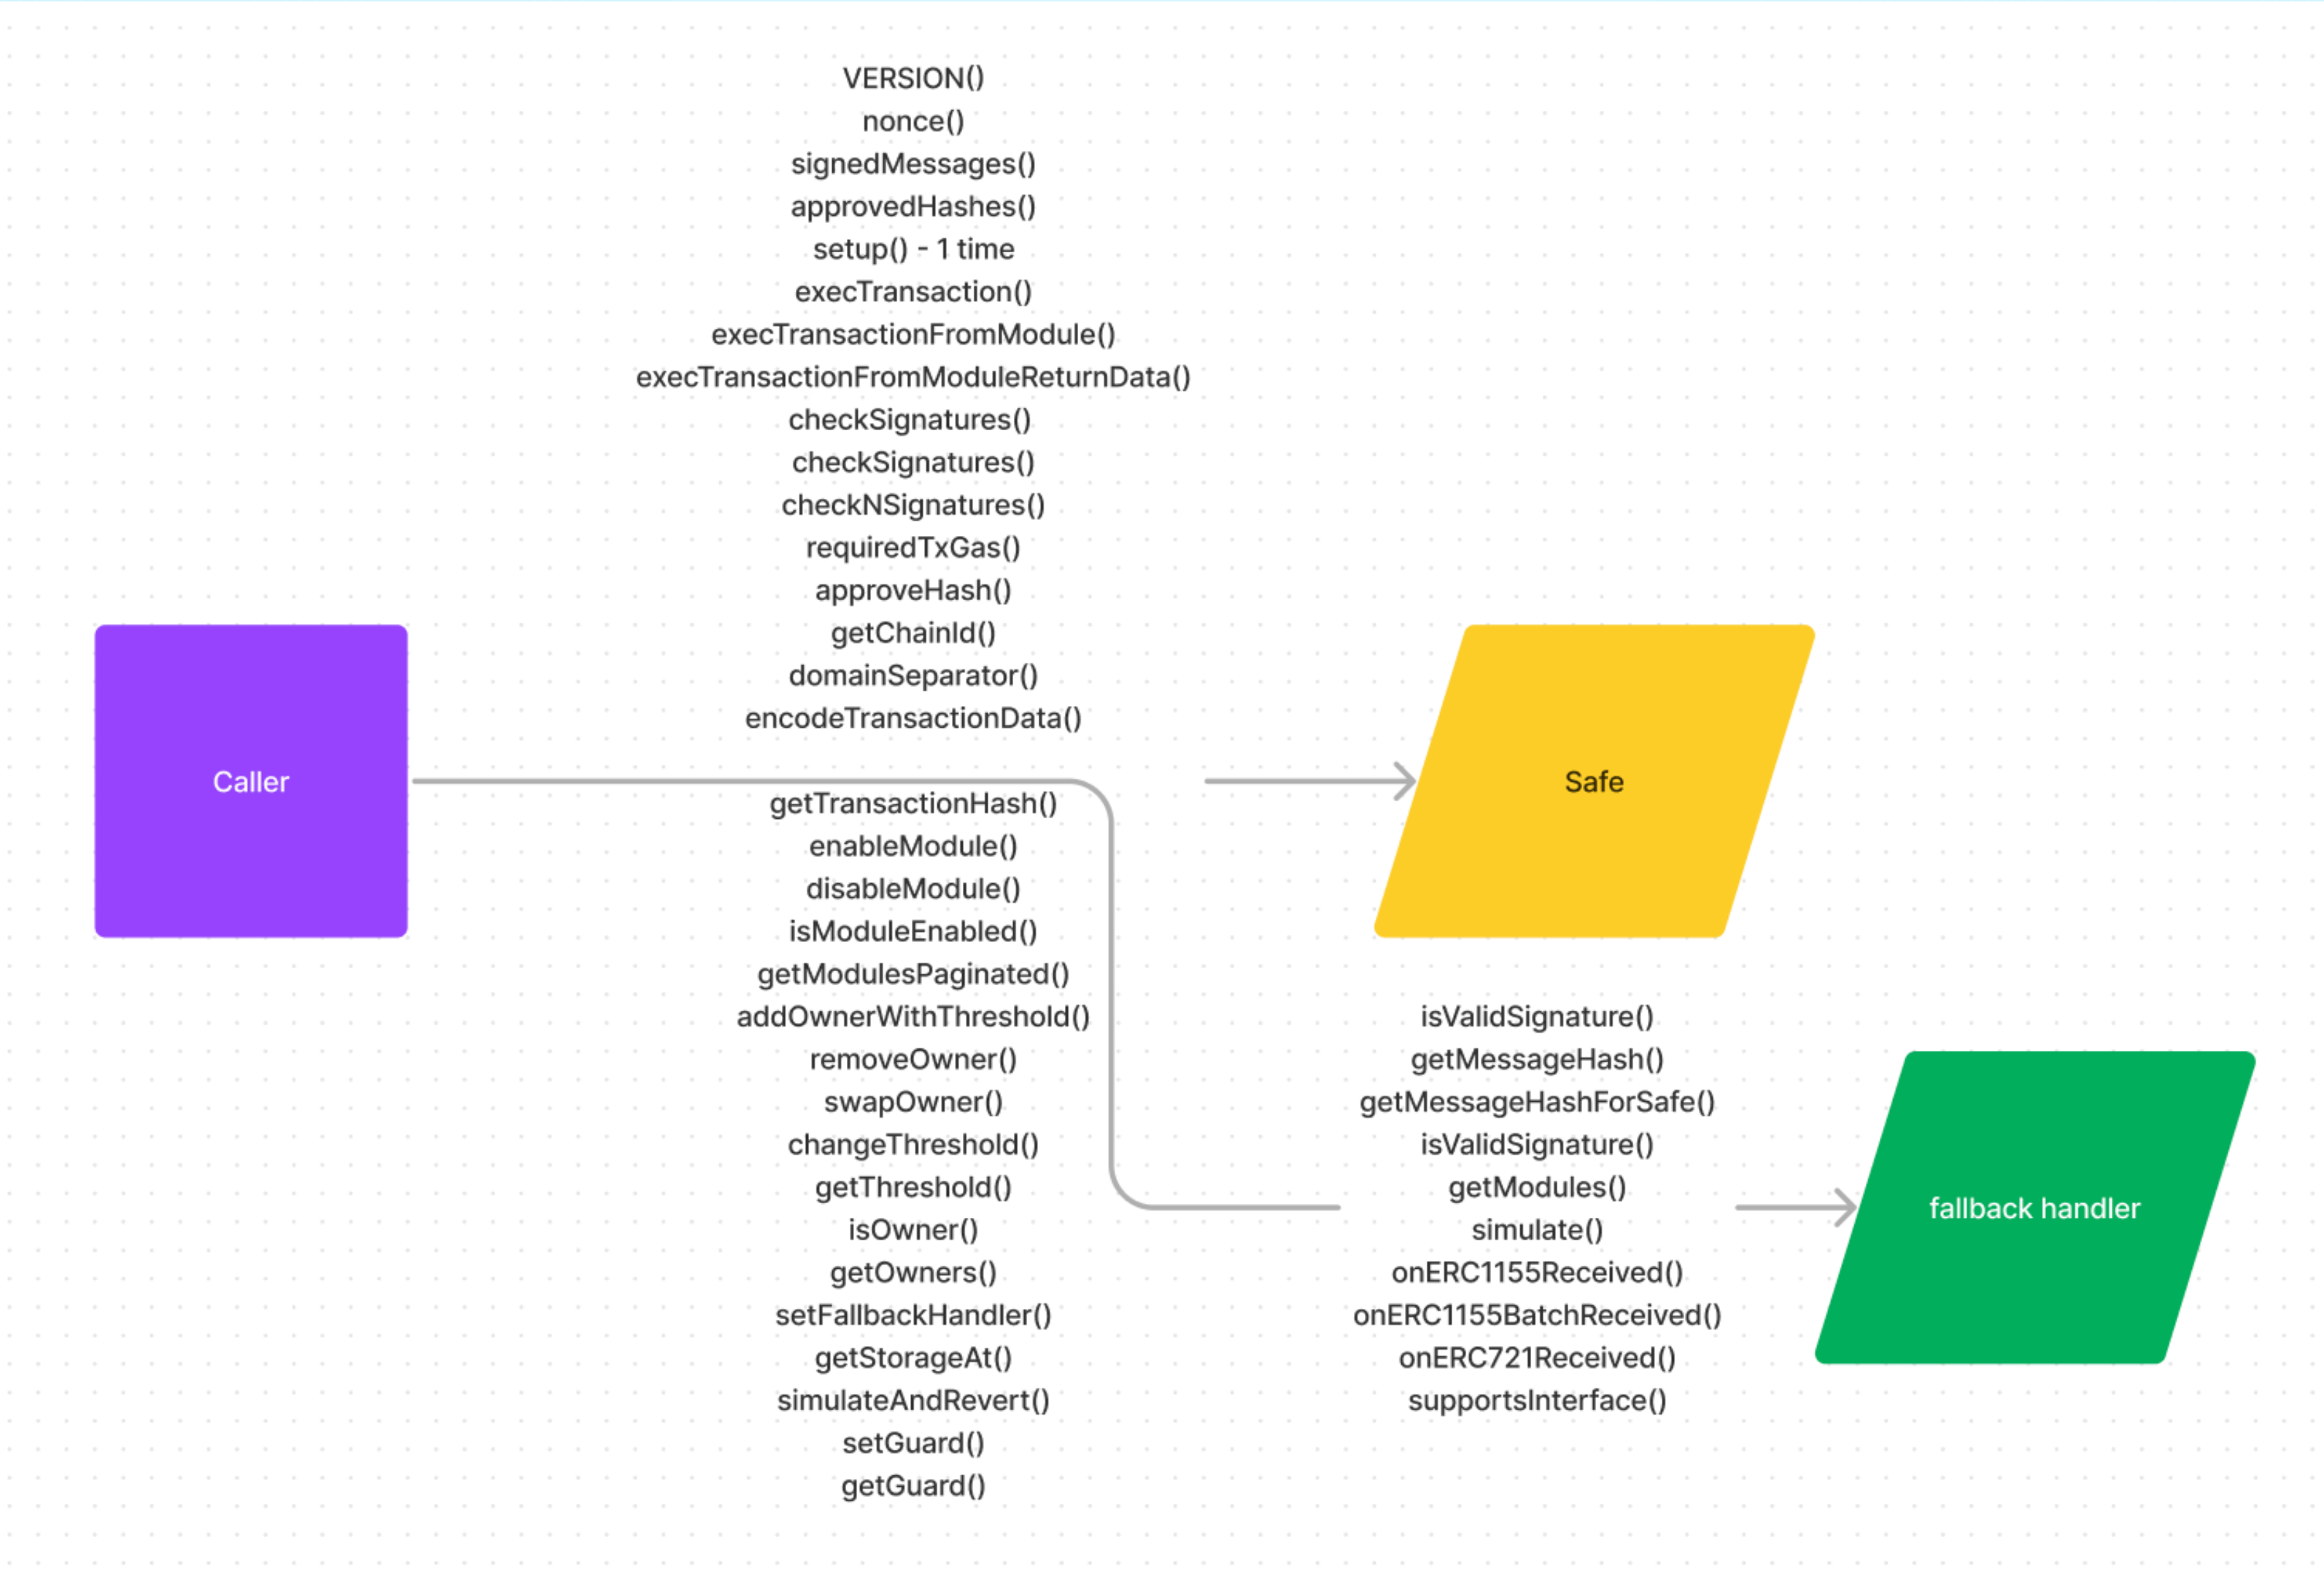 VERSION()
nonce()
signedMessages()
approvedHashes()
setup() - 1 time
execTransaction()
execTransactionFromModule()
execTransactionFromModuleReturnData()
checkSignatures()
checkSignatures()
checkNSignatures()
requiredTxGas()
approveHash()
getChainId()
domainSeparator()
encodeTransactionData()
Caller
Safe
getTransactionHash()
enableModule()
disableModule()
isModuleEnabled()
getModulesPaginated()
addOwnerWithThreshold()
removeOwner()
swapOwner()
changeThreshold()
getThreshold()
isOwner()
getOwners()
setFallbackHandler()
getStorageAt()
simulateAndRevert()
setGuard()
getGuard()
isValidSignature()
getMessageHash()
getMessageHashForSafe()
isValidSignature()
getModules()
simulate()
onERC1155Received()
onERC1155BatchReceived()
onERC721Received()
supportsInterface()
fallback handler